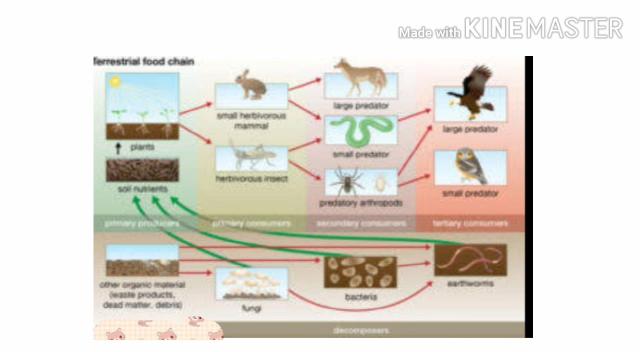 Made with KINEMASTER
Terrestrial food chain
small herbivorous
mammal
large predator
large predator
plants
small predator
herbivorous insect
soil nutrients
predatory arthropods
small predator
primary producers
primary consumers
secondary consumers
tertiary consumers
other organic material
(waste products,
dead matter, debris)
fungi
bacteria
earthworms
decomposers